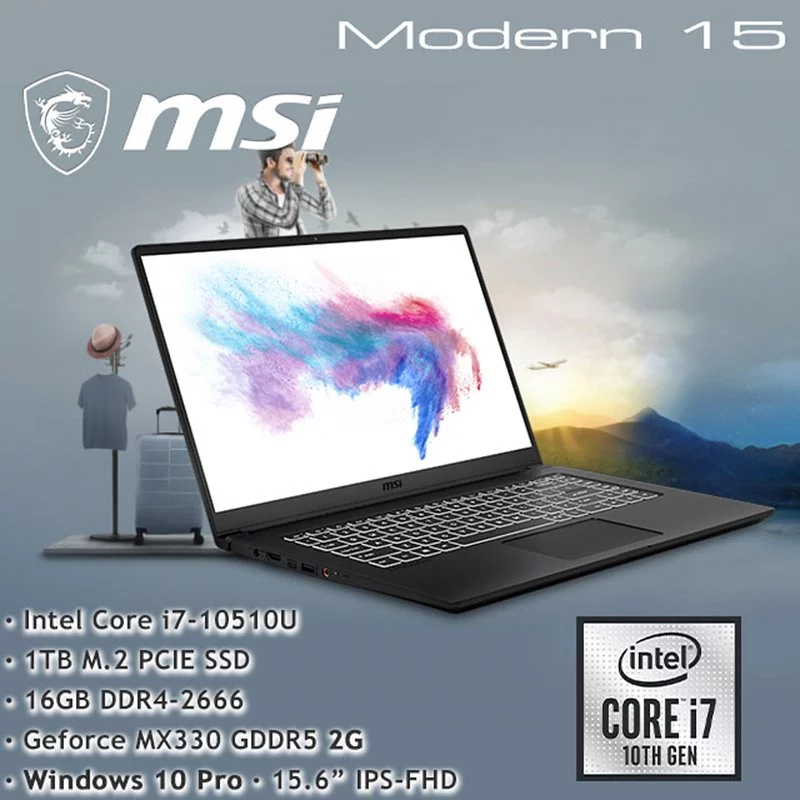 Modern 15
msi
msi
• Intel Core i7-10510U
• 1TB M.2 PCIE SSD
• 16GB DDR4-2666
• Geforce MX330 GDDR5 2G
• Windows 10 Pro • 15.6” IPS-FHD
intel
CORE™ i7
10TH GEN